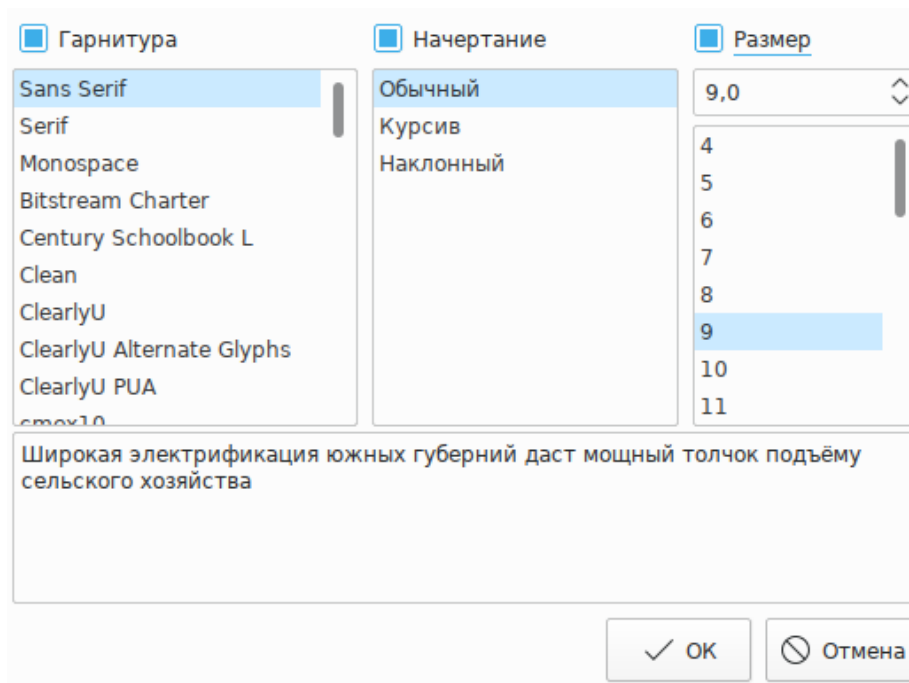 Гарнитура
Начертание
Размер
Sans Serif
Serif
Monospace
Bitstream Charter
Century Schoolbook L
Clean
ClearlyU
ClearlyU Alternate Glyphs
ClearlyU PUA
cmex10
Обычный
Курсив
Наклонный
9,0
4
5
6
7
8
9
10
11
Широкая электрификация южных губерний даст мощный толчок подъёму
сельского хозяйства
ОК
Отмена